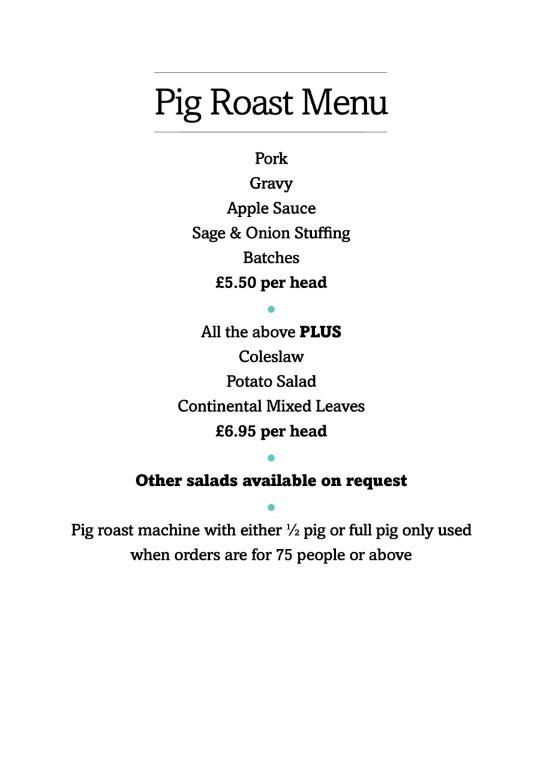 Pig Roast Menu
Pork
Gravy
Apple Sauce
Sage & Onion Stuffing
Batches
£5.50 per head
All the above PLUS
Coleslaw
Potato Salad
Continental Mixed Leaves
£6.95 per head
Other salads available on request
Pig roast machine with either ½ pig or full pig only used
when orders are for 75 people or above